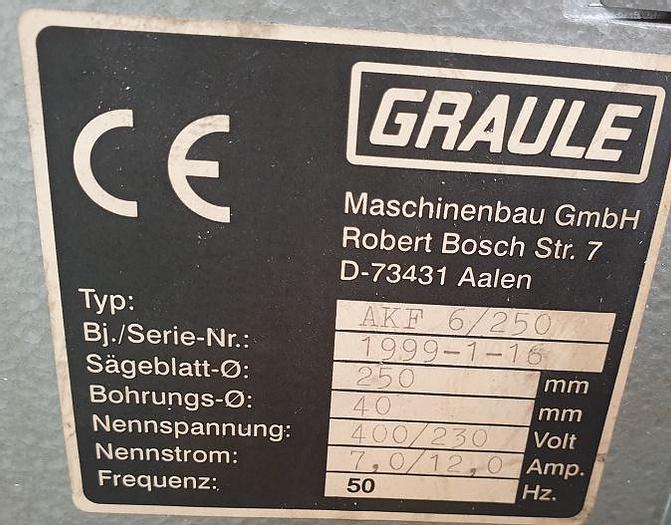 CE
GRAULE
Maschinenbau GmbH
Robert Bosch Str. 7
D-73431 Aalen
Typ: AKF 6/250
Bj./Serie-Nr.: 1999-1-16
Sägeblatt-Ø: 250 mm
Bohrungs-Ø: 40 mm
Nennspannung: 400/230 Volt
Nennstrom: 7,0/12,0 Amp.
Frequenz: 50 Hz.